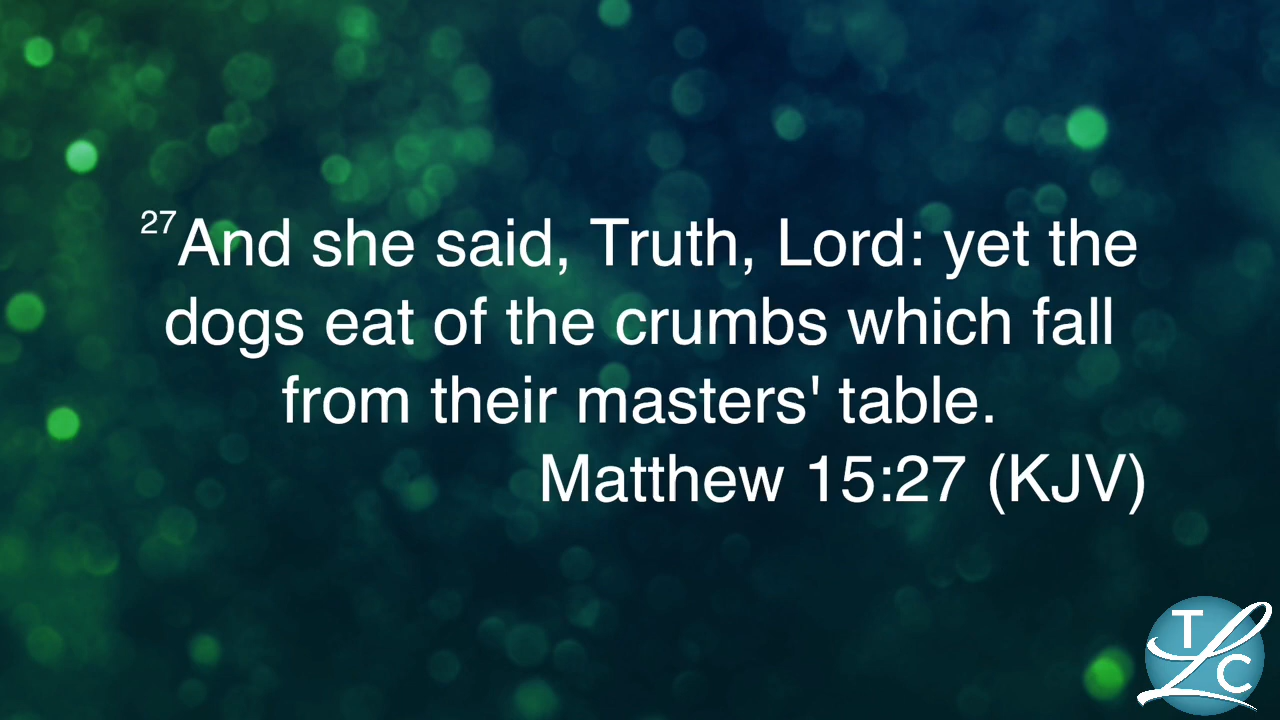 27And she said, Truth, Lord: yet the
dogs eat of the crumbs which fall
from their masters' table.
Matthew 15:27 (KJV)
TLC